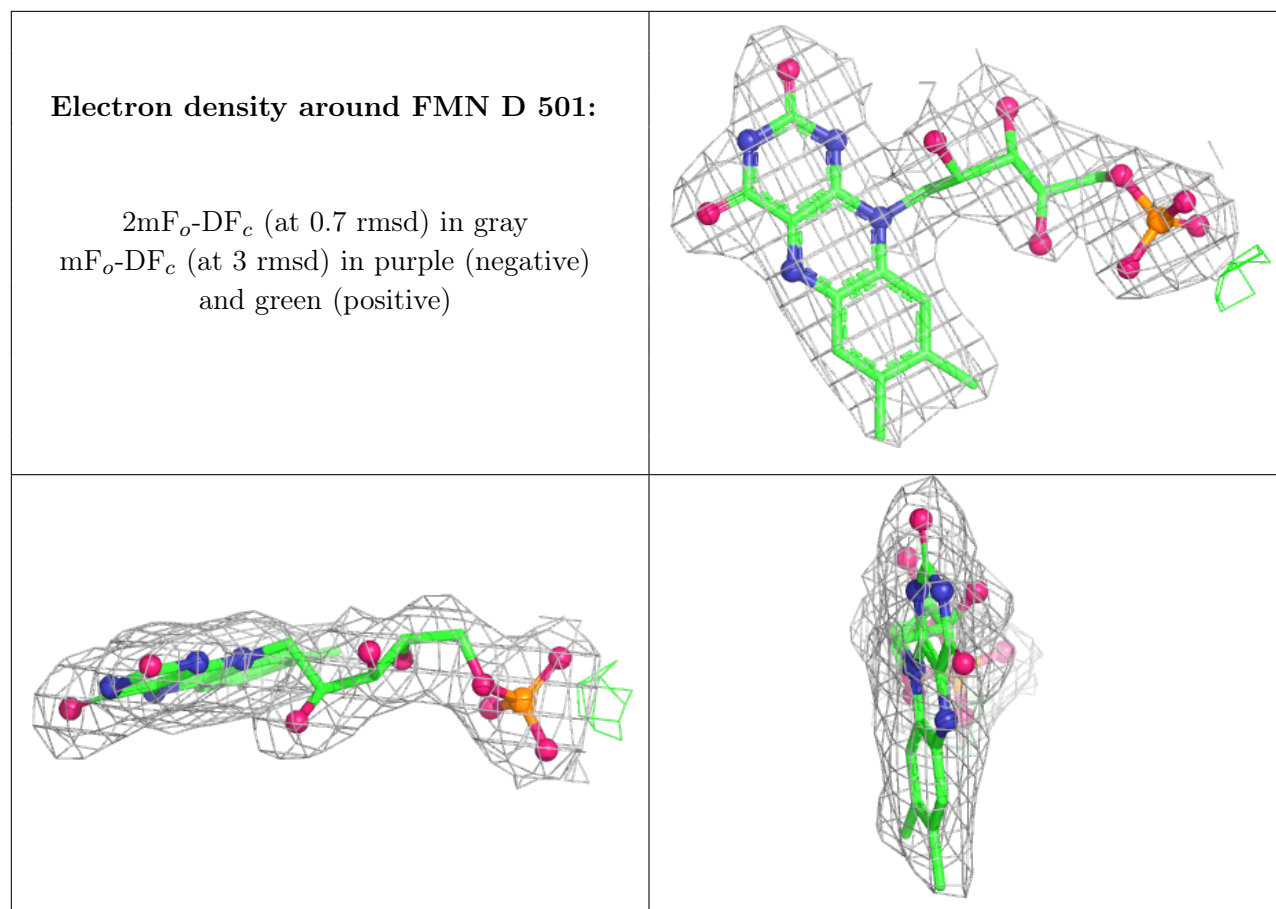 Electron density around FMN D 501:
2mFo-DFc (at 0.7 rmsd) in gray
mFo-DFc (at 3 rmsd) in purple (negative)
and green (positive)